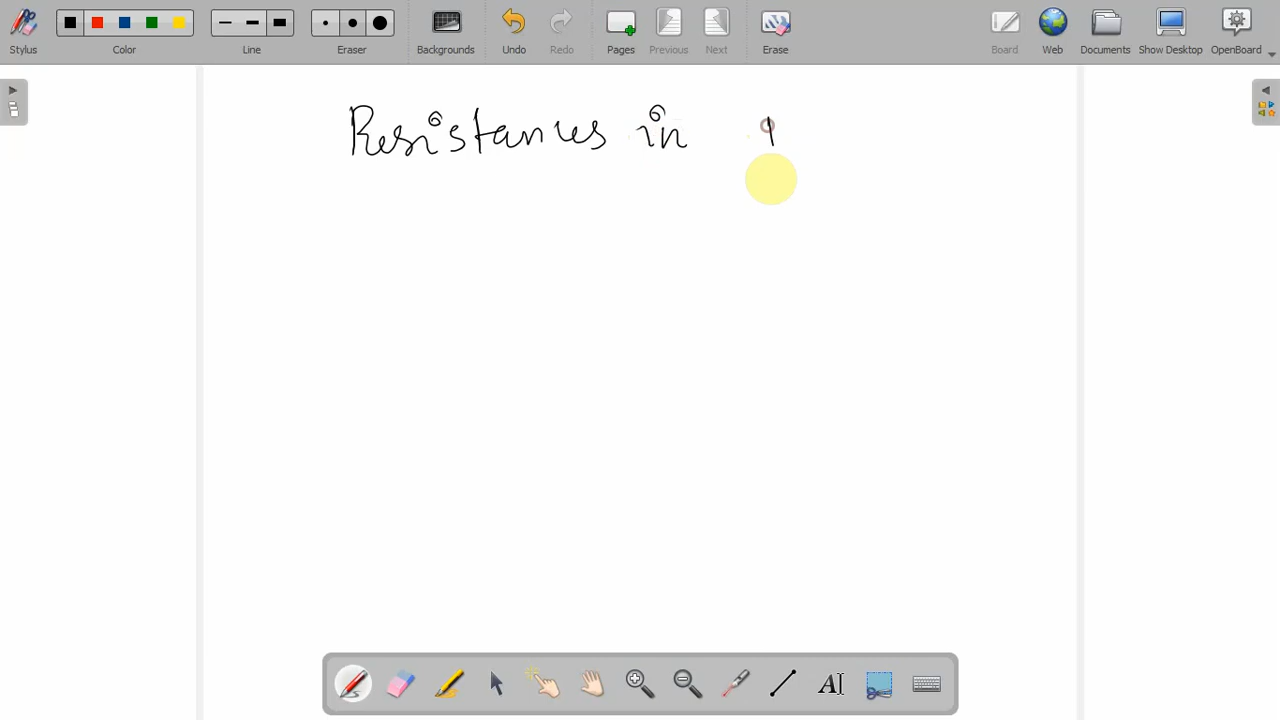 Stylus
Color
Line
Eraser
Backgrounds
Undo
Redo
Pages
Previous
Next
Erase
Board
Web
Documents
Show Desktop
OpenBoard
Resistances in